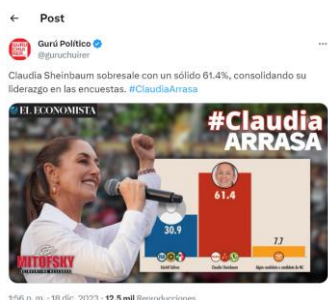 ← Post
Gurú Político
@guruchuirer
Claudia Sheinbaum sobresale con un sólido 61.4%, consolidando su
liderazgo en las encuestas. #ClaudiaArrasa
EL ECONOMISTA
#Claudia
ARRASA
61.4
30.9
7.7
MITOFSKY
Claudia Sheinbaum
1:56 p. m. · 18 dic. 2023 · 12.5 mil Reproducciones